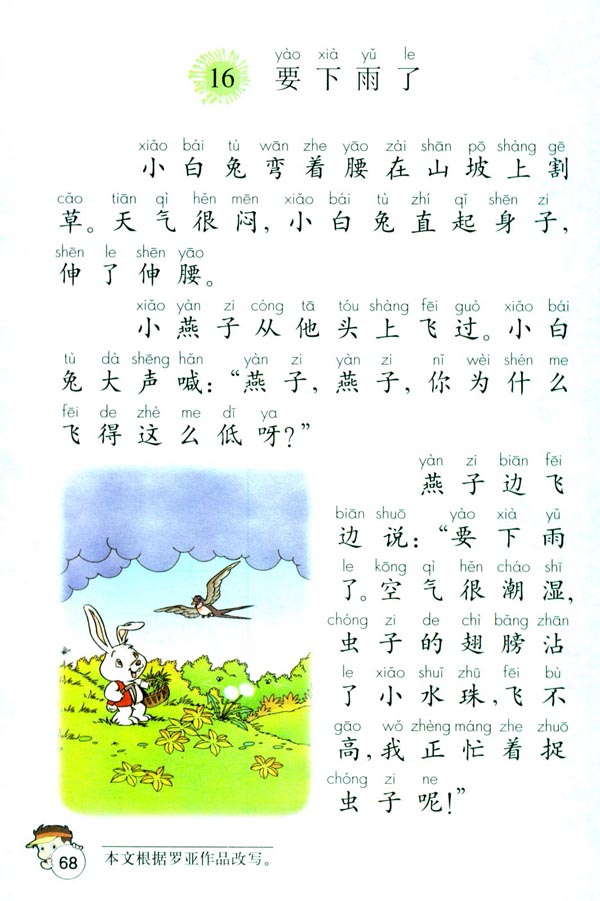 yào xià yǔ le
16 要下雨了
xiǎo bái tù wān zhe yāo zài shān pō shàng gē
小白兔弯着腰在山坡上割
cǎo tiān qì hěn mēn xiǎo bái tù zhí qǐ shēn zi
草。天气很闷,小白兔直起身子,
shēn le shēn yāo
伸了伸腰。
xiǎo yàn zi cóng tā tóu shàng fēi guò xiǎo bái
小燕子从他头上飞过。小白
tù dà shēng hǎn yàn zi yàn zi nǐ wèi shén me
兔大声喊:“燕子,燕子,你为什么
fēi de zhè me dī ya
飞得这么低呀?”
yàn zi biān fēi
燕子边飞
biān shuō yào xià yǔ
边说:“要下雨
le kōng qì hěn cháo shī
了。空气很潮湿,
chóng zi de chì bǎng zhān
虫子的翅膀沾
le xiǎo shuǐ zhū fēi bù
了小水珠,飞不
gāo wǒ zhèng máng zhe zhuō
高,我正忙着捉
chóng zi ne
虫子呢!”
68 本文根据罗亚作品改写。